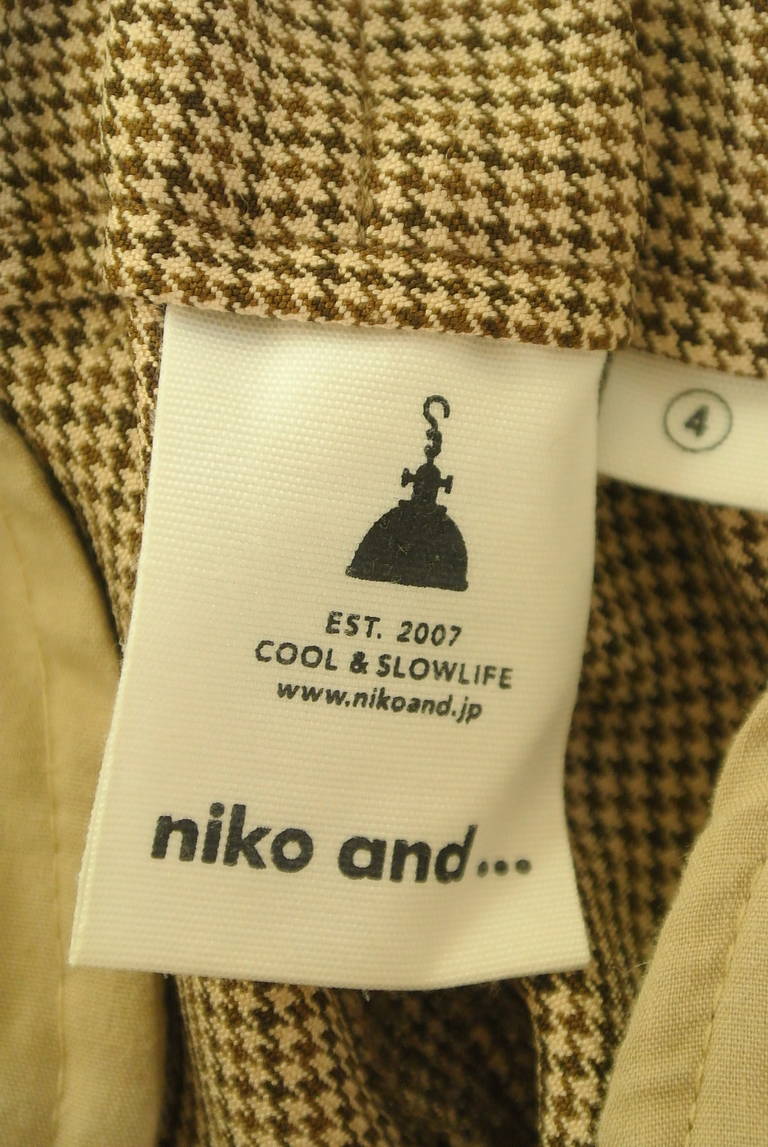 4
EST. 2007
COOL & SLOWLIFE
www.nikoand.jp
niko and...